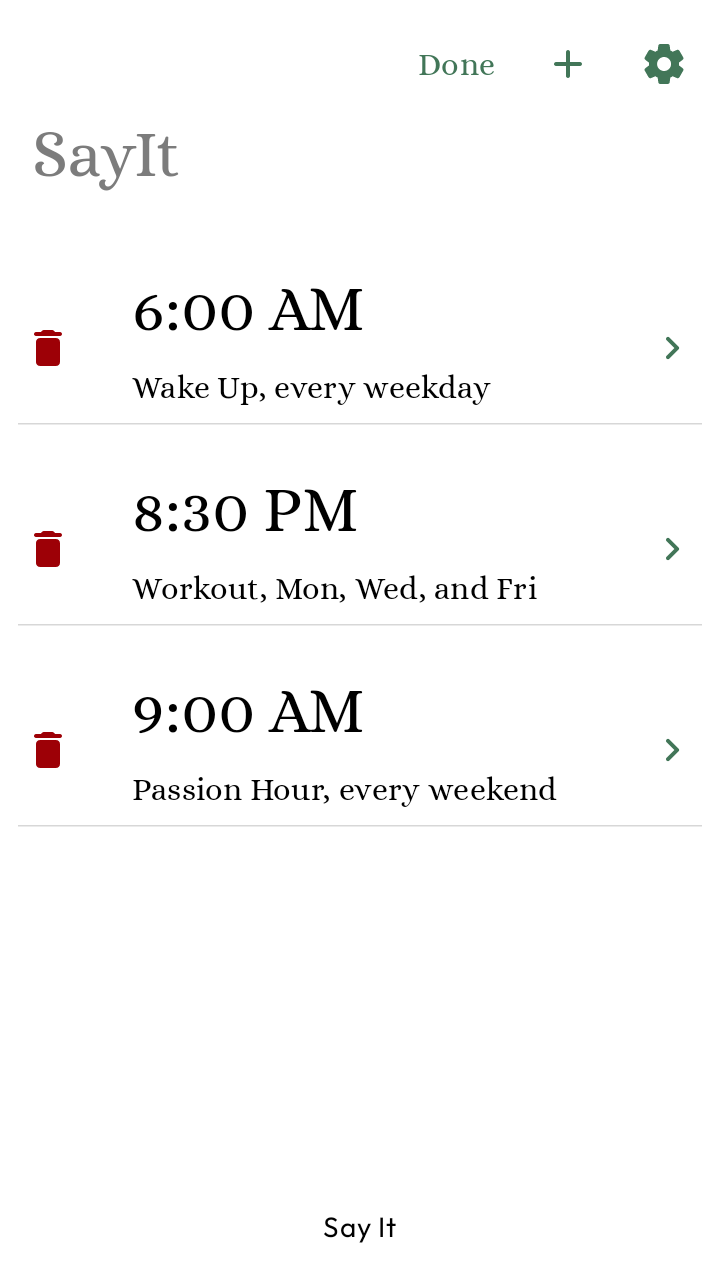 Done
SayIt
6:00 AM
Wake Up, every weekday
8:30 PM
Workout, Mon, Wed, and Fri
9:00 AM
Passion Hour, every weekend
Say It